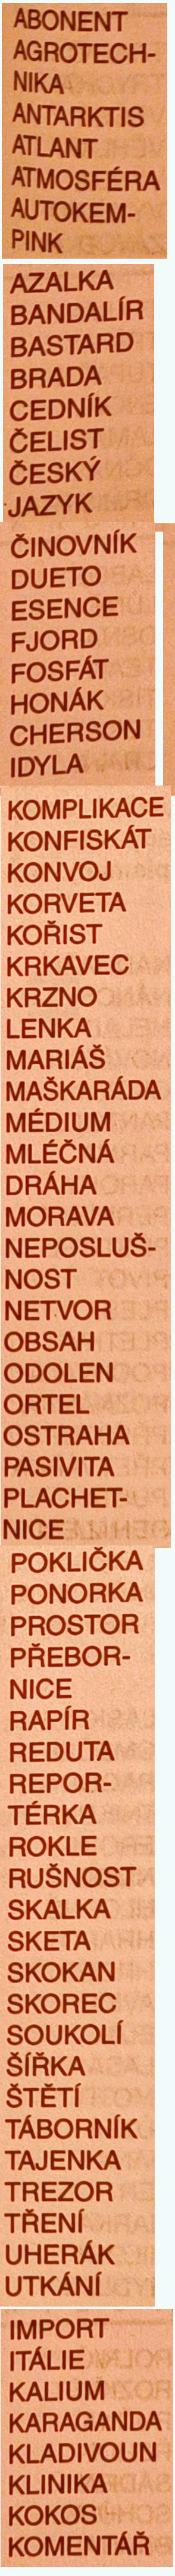 ABONENT
AGROTECH-
NIKA
ANTARKTIS
ATLANT
ATMOSFÉRA
AUTOKEM-
PINK
AZALKA
BANDALÍR
BASTARD
BRADA
CEDNÍK
ČELIST
ČESKÝ
JAZYK
ČINOVNÍK
DUETO
ESENCE
FJORD
FOSFÁT
HONÁK
CHERSON
IDYLA
KOMPLIKACE
KONFISKÁT
KONVOJ
KORVETA
KOŘIST
KRKAVEC
KRZNO
LENKA
MARIÁŠ
MAŠKARÁDA
MÉDIUM
MLÉČNÁ
DRÁHA
MORAVA
NEPOSLUŠ-
NOST
NETVOR
OBSAH
ODOLEN
ORTEL
OSTRAHA
PASIVITA
PLACHET-
NICE
POKLIČKA
PONORKA
PROSTOR
PŘEBOR-
NICE
RAPÍR
REDUTA
REPOR-
TÉRKA
ROKLE
RUŠNOST
SKALKA
SKETA
SKOKAN
SKOREC
SOUKOLÍ
ŠÍŘKA
ŠTĚTÍ
TÁBORNÍK
TAJENKA
TREZOR
TŘENÍ
UHERÁK
UTKÁNÍ
IMPORT
ITÁLIE
KALIUM
KARAGANDA
KLADIVOUN
KLINIKA
KOKOS
KOMENTÁŘ